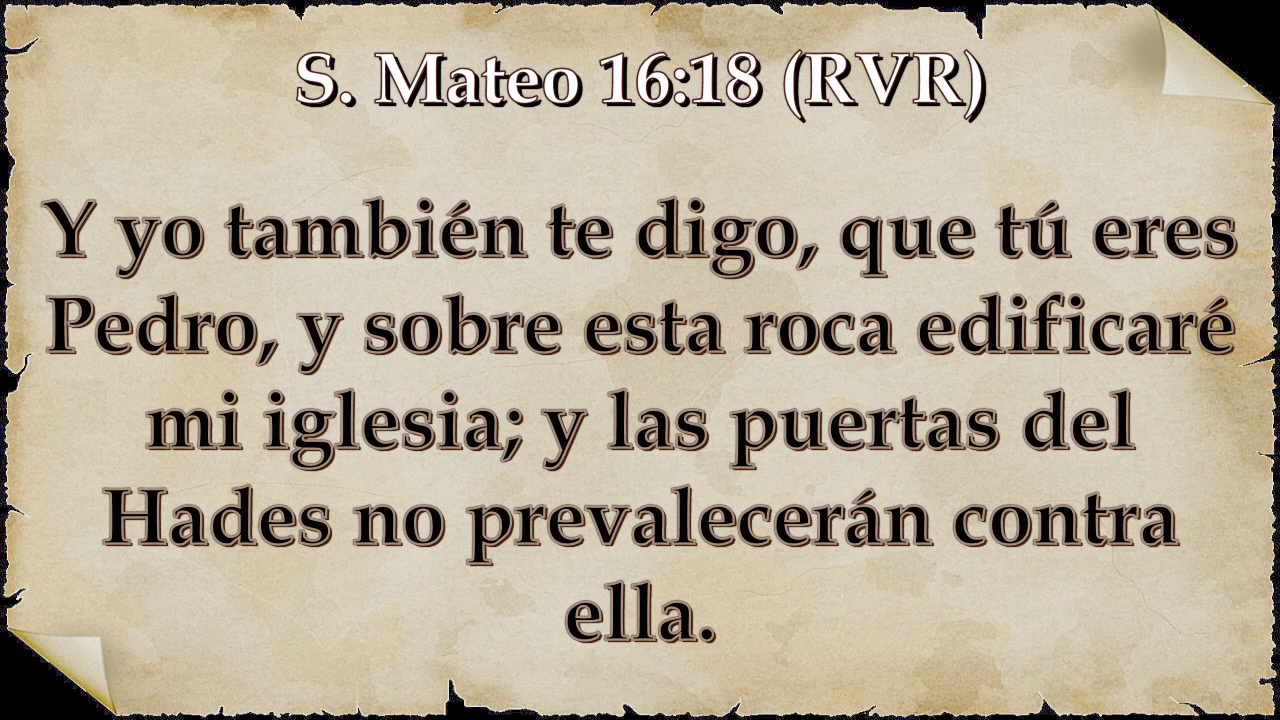 S. Mateo 16:18 (RVR)
Y yo también te digo, que tú eres
Pedro, y sobre esta roca edificaré
mi iglesia; y las puertas del
Hades no prevalecerán contra
ella.